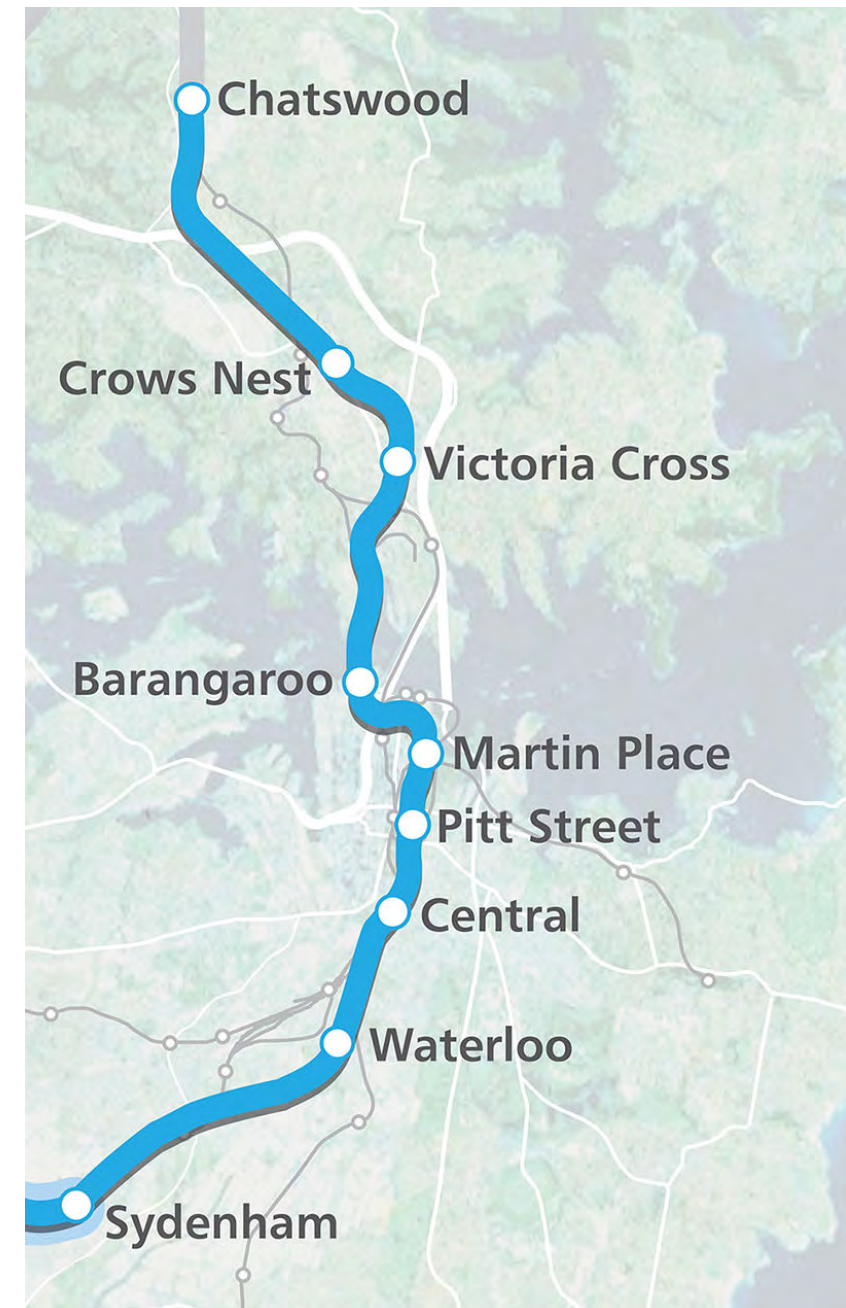 Chatswood
Crows Nest
Victoria Cross
Barangaroo
Martin Place
Pitt Street
Central
Waterloo
Sydenham